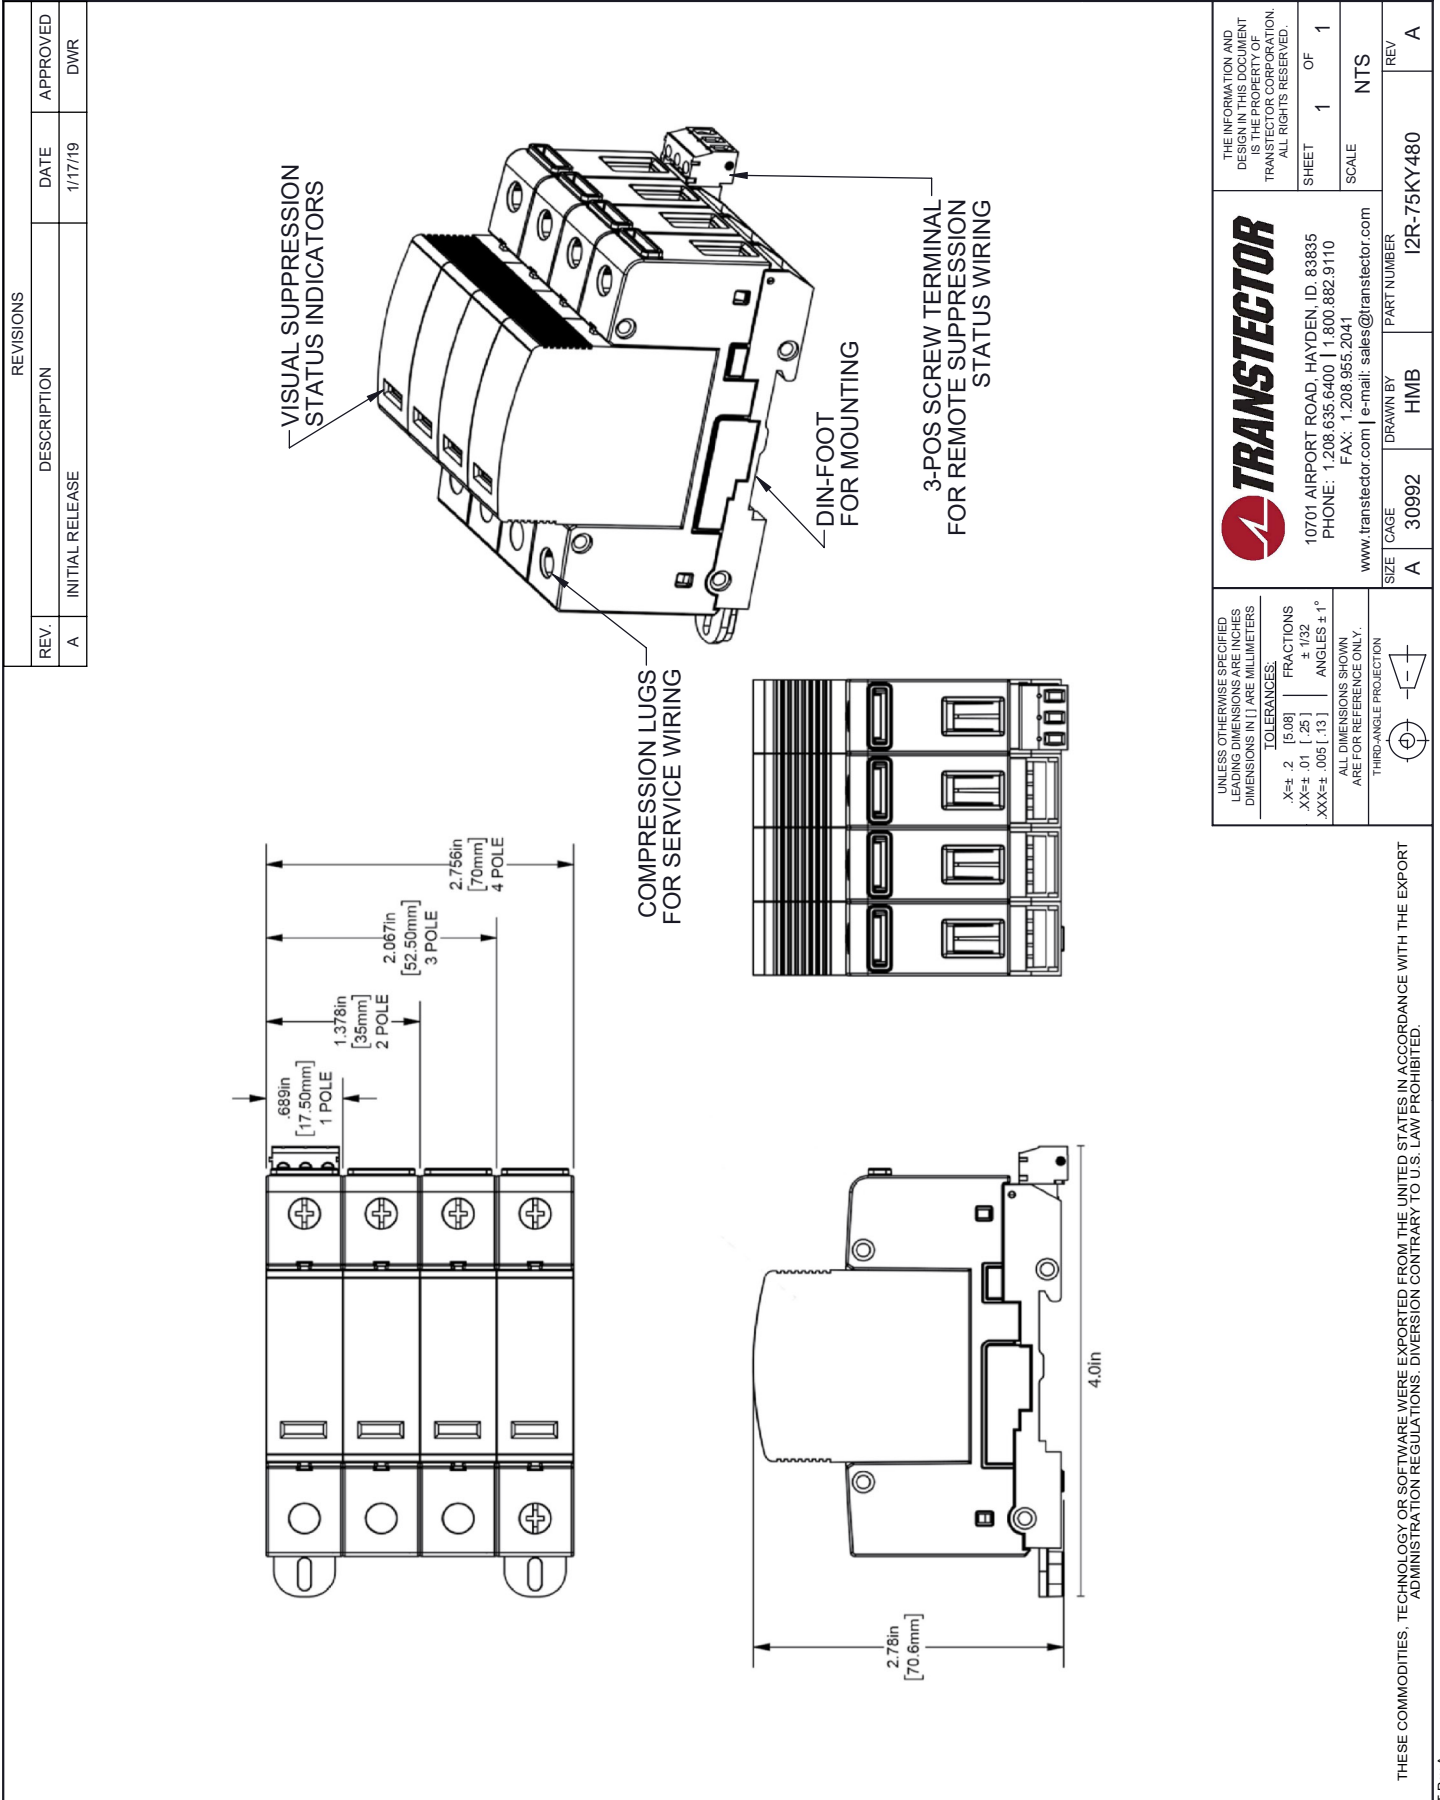 REVISIONS
REV. DESCRIPTION DATE APPROVED
A INITIAL RELEASE 1/17/19 DWR
VISUAL SUPPRESSION
STATUS INDICATORS
3-POS SCREW TERMINAL
FOR REMOTE SUPPRESSION
STATUS WIRING
DIN-FOOT
FOR MOUNTING
COMPRESSION LUGS
FOR SERVICE WIRING
.689in
[17.50mm]
1 POLE
1.378in
[35mm]
2 POLE
2.067in
[52.50mm]
3 POLE
2.756in
[70mm]
4 POLE
2.78in
[70.6mm]
4.0in
UNLESS OTHERWISE SPECIFIED
LEADING DIMENSIONS ARE INCHES
DIMENSIONS IN [ ] ARE MILLIMETERS
TOLERANCES:
.X=± .2 [5.08] FRACTIONS
.XX=± .01 [ .25 ] ± 1/32
.XXX=± .005 [ .13 ] ANGLES ± 1°
ALL DIMENSIONS SHOWN
ARE FOR REFERENCE ONLY.
THIRD-ANGLE PROJECTION
TRANSTECTOR
10701 AIRPORT ROAD, HAYDEN, ID. 83835
PHONE: 1.208.635.6400 | 1.800.882.9110
FAX: 1.208.955.2041
www.transtector.com | e-mail: sales@transtector.com
THE INFORMATION AND
DESIGN IN THIS DOCUMENT
IS THE PROPERTY OF
TRANSTECTOR CORPORATION.
ALL RIGHTS RESERVED.
SHEET 1 OF 1
SCALE NTS
SIZE A
CAGE 30992
DRAWN BY HMB
PART NUMBER I2R-75KY480
REV A
THESE COMMODITIES, TECHNOLOGY OR SOFTWARE WERE EXPORTED FROM THE UNITED STATES IN ACCORDANCE WITH THE EXPORT
ADMINISTRATION REGULATIONS. DIVERSION CONTRARY TO U.S. LAW PROHIBITED.